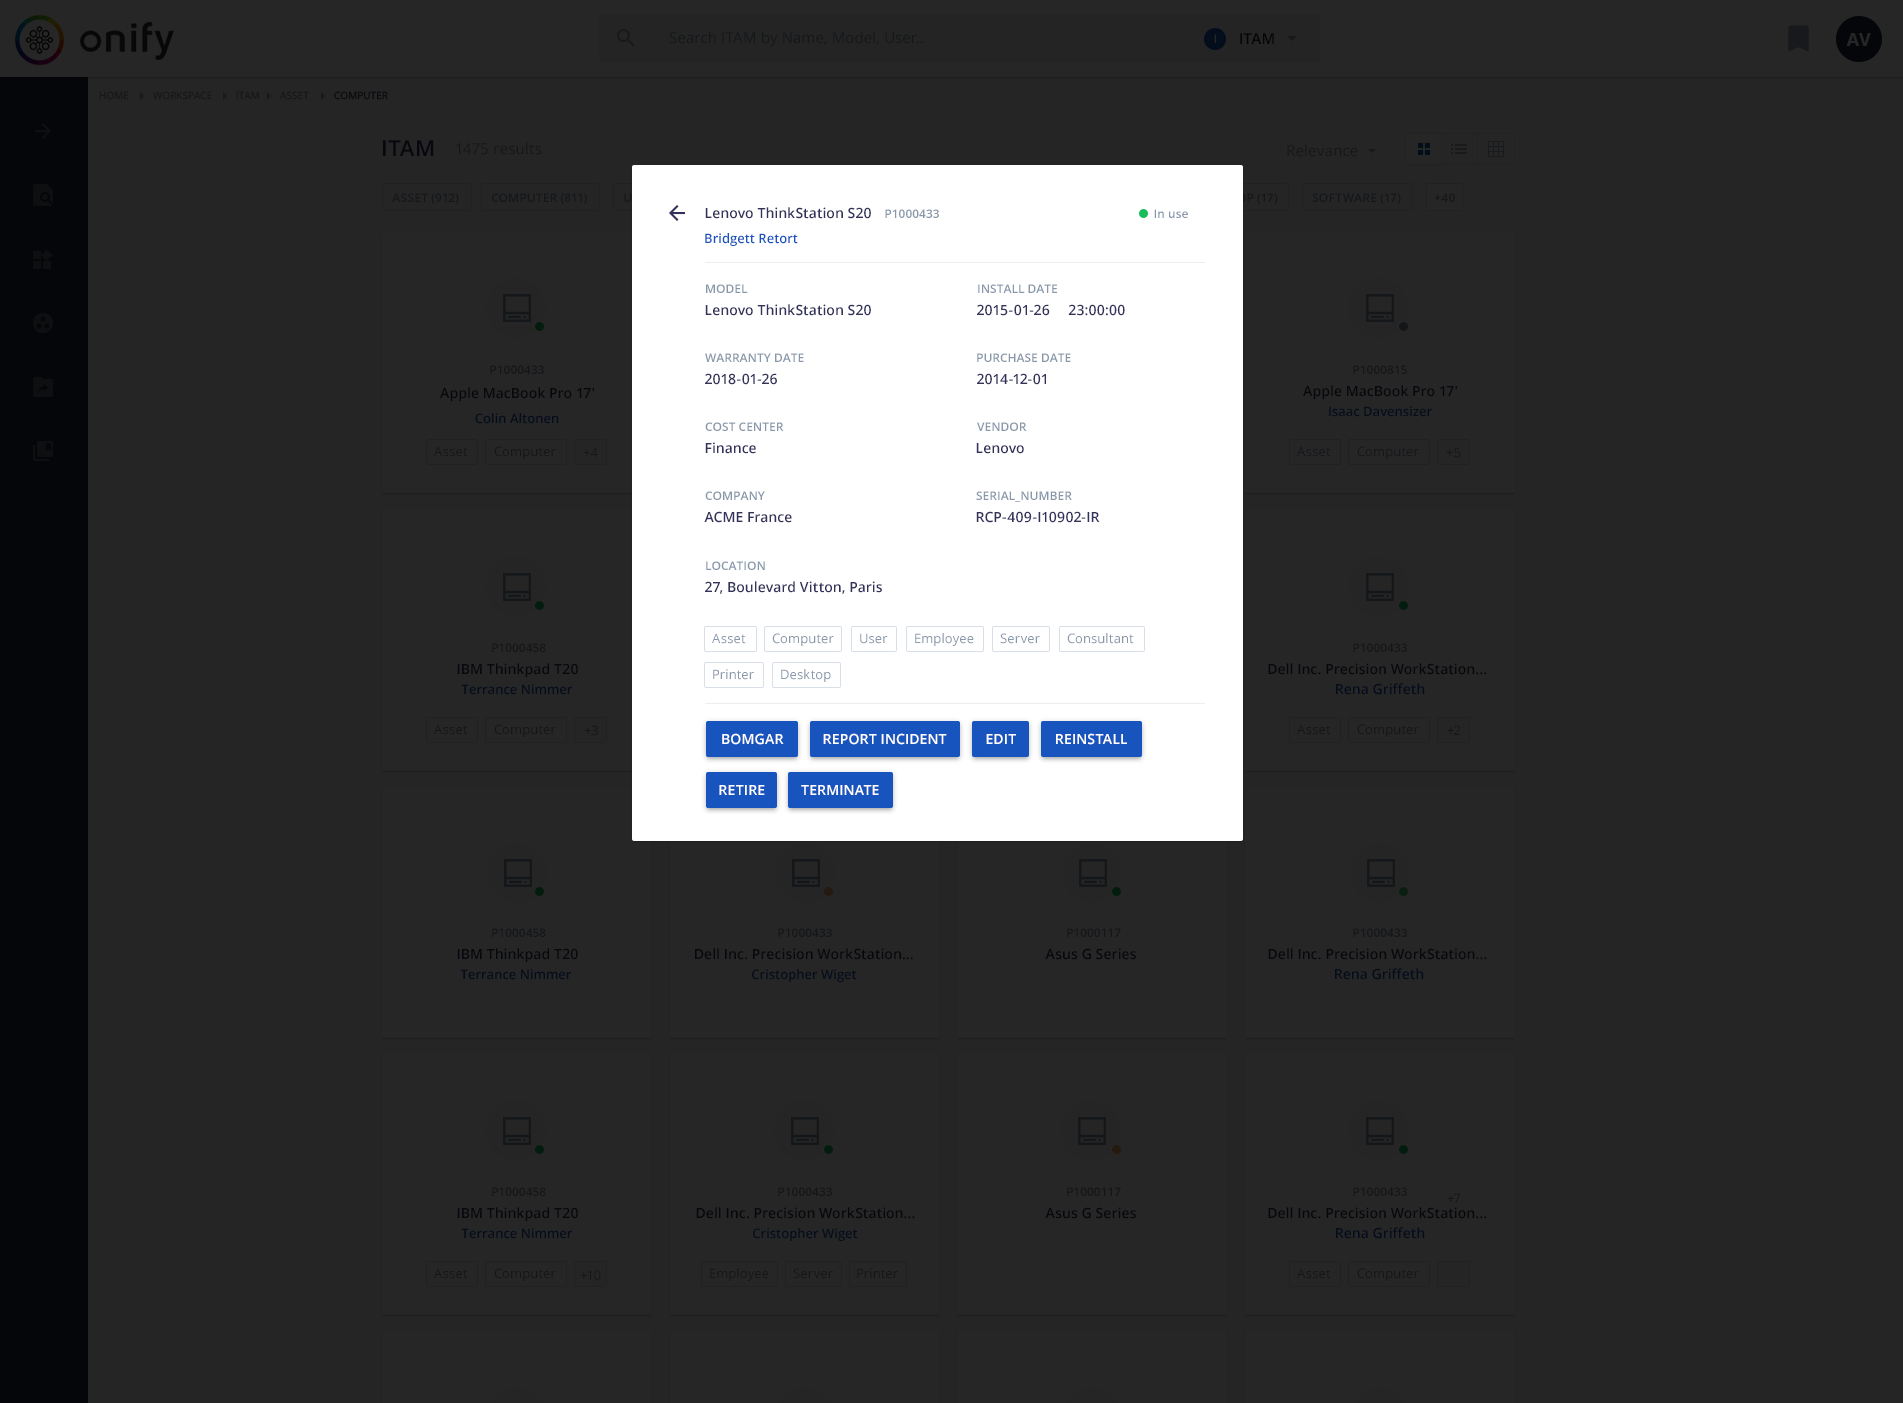 onify
Search ITAM by Name, Model, User..
I ITAM
AV
HOME WORKSPACE ITAM ASSET COMPUTER
ITAM 1475 results
Relevance
ASSET (912) COMPUTER (811) (17) SOFTWARE (17) +40
Lenovo ThinkStation S20 P1000433
In use
Bridgett Retort
MODEL
Lenovo ThinkStation S20
INSTALL DATE
2015-01-26 23:00:00
WARRANTY DATE
2018-01-26
PURCHASE DATE
2014-12-01
COST CENTER
Finance
VENDOR
Lenovo
COMPANY
ACME France
SERIAL_NUMBER
RCP-409-I10902-IR
LOCATION
27, Boulevard Vitton, Paris
Asset Computer User Employee Server Consultant
Printer Desktop
BOMGAR REPORT INCIDENT EDIT REINSTALL
RETIRE TERMINATE
P1000433
Apple MacBook Pro 17'
Colin Altonen
Asset Computer +4
P1000815
Apple MacBook Pro 17'
Isaac Davensizer
Asset Computer +5
P1000458
IBM Thinkpad T20
Terrance Nimmer
Asset Computer +3
P1000433
Dell Inc. Precision WorkStation...
Rena Griffeth
Asset Computer +2
P1000458
IBM Thinkpad T20
Terrance Nimmer
P1000433
Dell Inc. Precision WorkStation...
Cristopher Wiget
P1000117
Asus G Series
P1000433
Dell Inc. Precision WorkStation...
Rena Griffeth
P1000458
IBM Thinkpad T20
Terrance Nimmer
Asset Computer +10
P1000433
Dell Inc. Precision WorkStation...
Cristopher Wiget
Employee Server Printer
P1000117
Asus G Series
P1000433
+7
Dell Inc. Precision WorkStation...
Rena Griffeth
Asset Computer